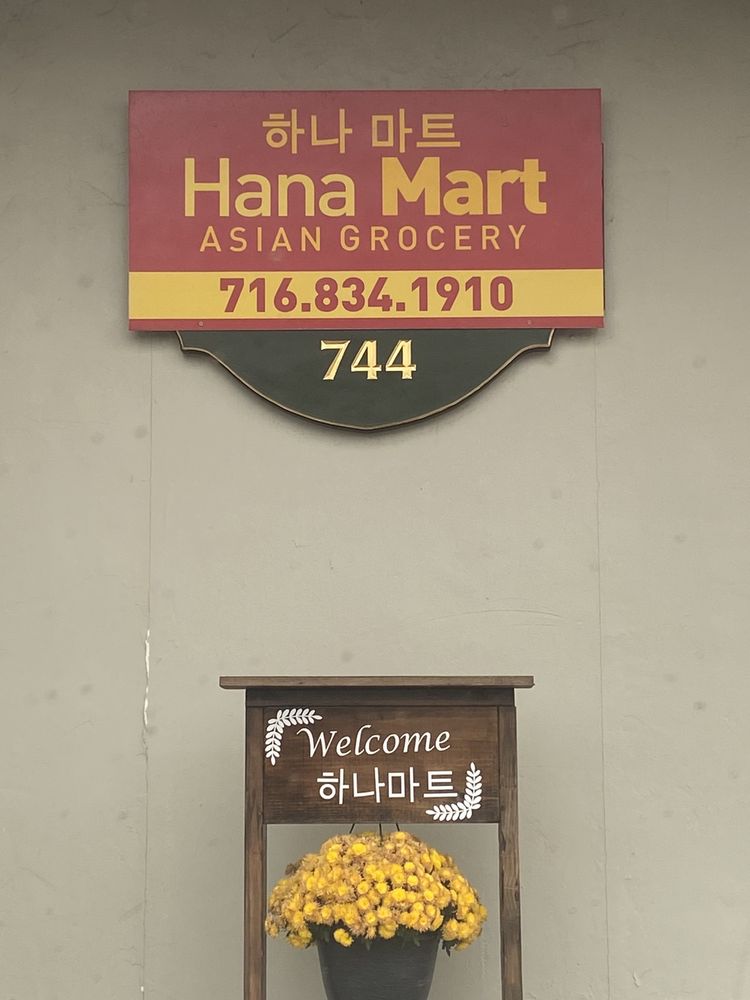 하나 마트
Hana Mart
ASIAN GROCERY
716.834.1910
744
Welcome
하나마트